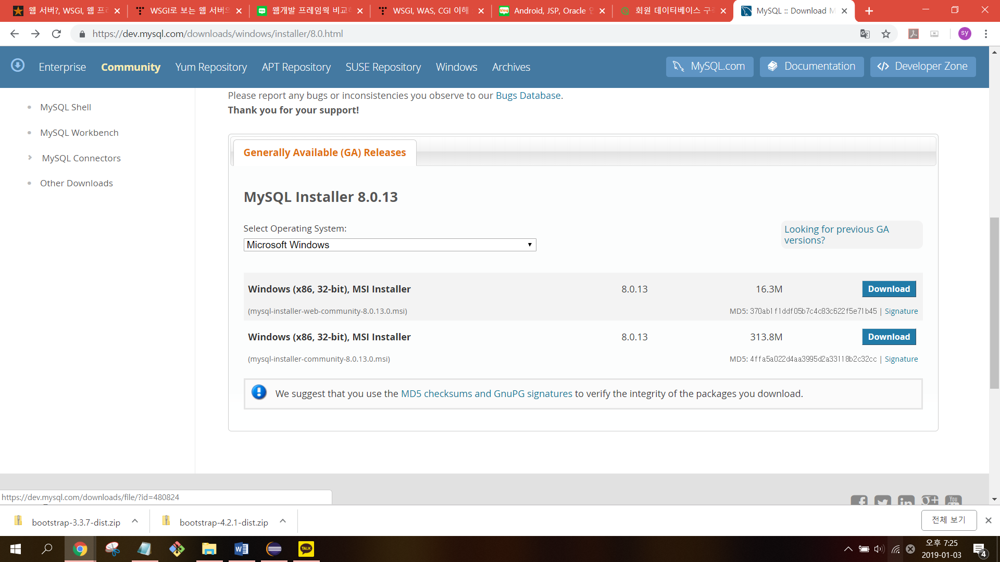 웹 서버?, WSGI, 웹 프
WSGI로 보는 웹 서버의
웹개발 프레임웍 비교
WSGI, WAS, CGI 이해
Android, JSP, Oracle
회원 데이터베이스 구
MySQL :: Download M
https://dev.mysql.com/downloads/windows/installer/8.0.html
sy
Enterprise
Community
Yum Repository
APT Repository
SUSE Repository
Windows
Archives
MySQL.com
Documentation
Developer Zone
MySQL Shell
MySQL Workbench
MySQL Connectors
Other Downloads
Please report any bugs or inconsistencies you observe to our Bugs Database.
Thank you for your support!
Generally Available (GA) Releases
MySQL Installer 8.0.13
Select Operating System:
Microsoft Windows
Looking for previous GA
versions?
Windows (x86, 32-bit), MSI Installer 8.0.13 16.3M Download
(mysql-installer-web-community-8.0.13.0.msi) MD5: 370ab1f1ddf05b7c4c83c622f5e71b45 | Signature
Windows (x86, 32-bit), MSI Installer 8.0.13 313.8M Download
(mysql-installer-community-8.0.13.0.msi) MD5: 4ffa5a022d4aa3995d2a33118b2c32cc | Signature
We suggest that you use the MD5 checksums and GnuPG signatures to verify the integrity of the packages you download.
https://dev.mysql.com/downloads/file/?id=480824
bootstrap-3.3.7-dist.zip
bootstrap-4.2.1-dist.zip
전체 보기
TALK
오후 7:25
2019-01-03
4